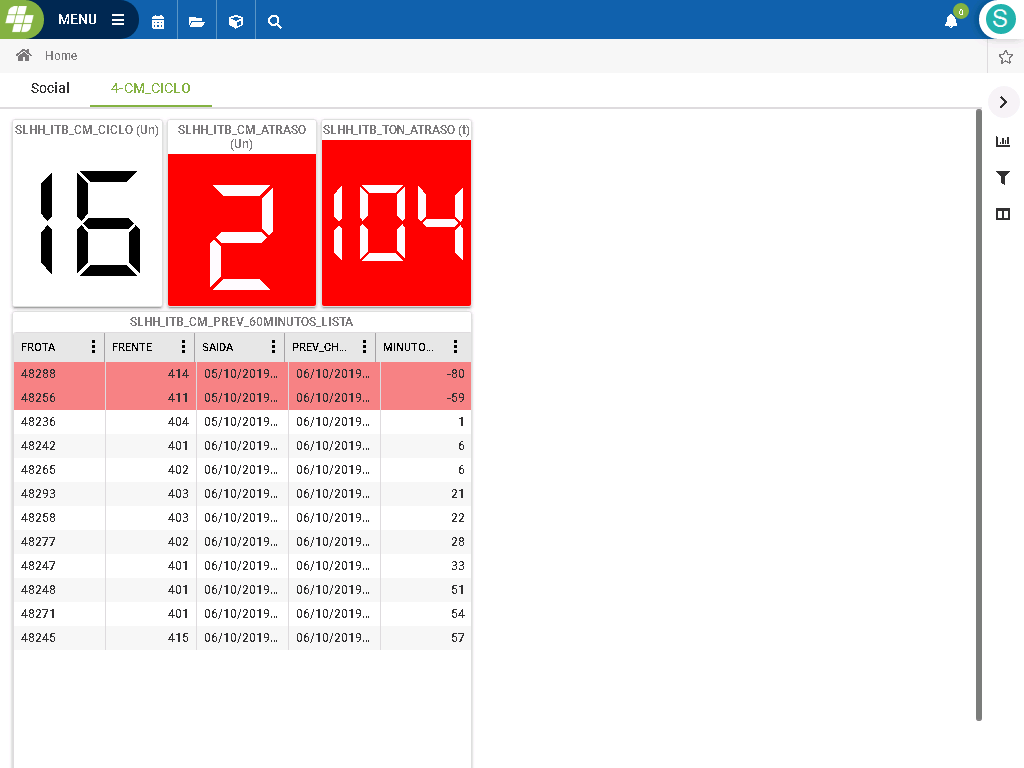 MENU
0
S
Home
Social 4-CM_CICLO
SLHH_ITB_CM_CICLO (Un)
16
SLHH_ITB_CM_ATRASO
(Un)
2
SLHH_ITB_TON_ATRASO (t)
104
SLHH_ITB_CM_PREV_60MINUTOS_LISTA
FROTA FRENTE SAIDA PREV_CH... MINUTO...
48288 414 05/10/2019... 06/10/2019... -80
48256 411 05/10/2019... 06/10/2019... -59
48236 404 05/10/2019... 06/10/2019... 1
48242 401 06/10/2019... 06/10/2019... 6
48265 402 06/10/2019... 06/10/2019... 6
48293 403 06/10/2019... 06/10/2019... 21
48258 403 06/10/2019... 06/10/2019... 22
48277 402 06/10/2019... 06/10/2019... 28
48247 401 06/10/2019... 06/10/2019... 33
48248 401 06/10/2019... 06/10/2019... 51
48271 401 06/10/2019... 06/10/2019... 54
48245 415 06/10/2019... 06/10/2019... 57